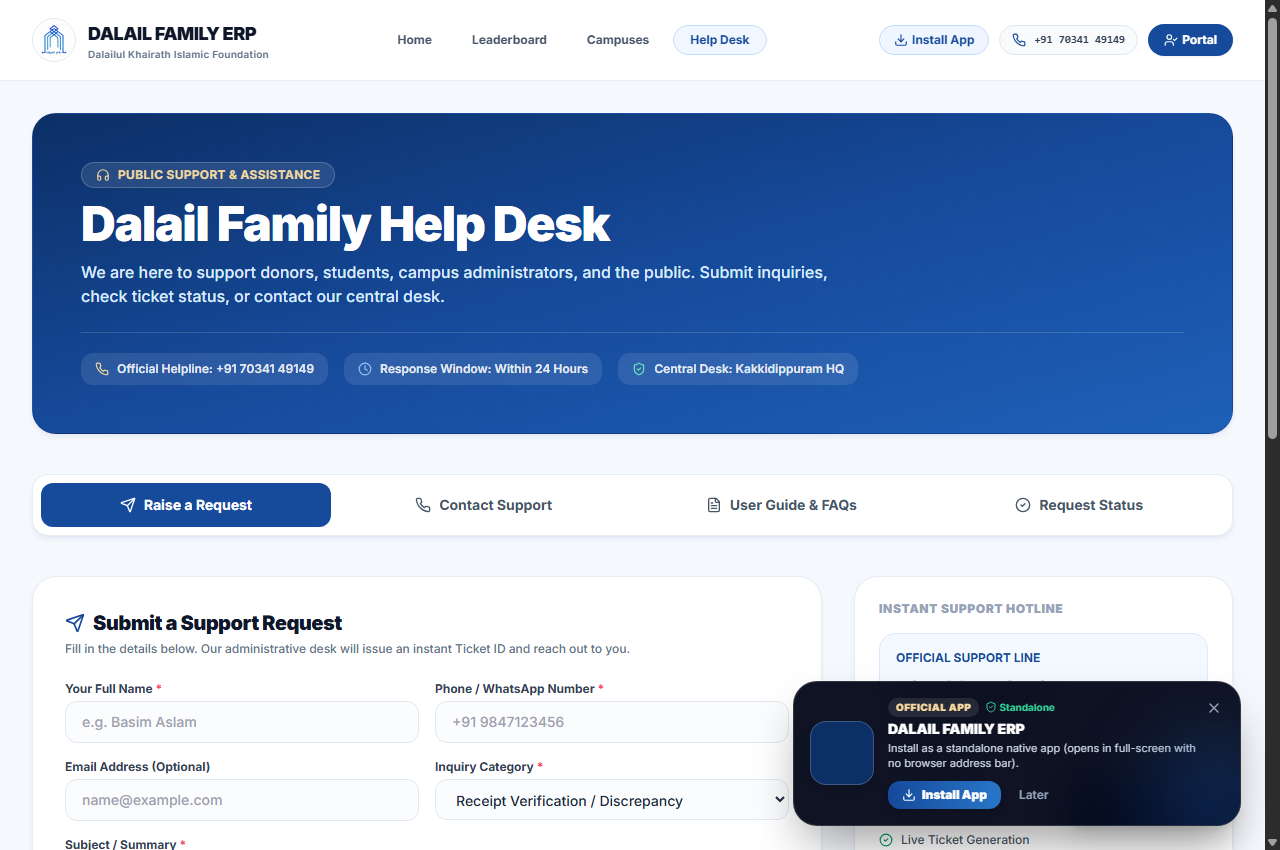 DALAIL FAMILY ERP
Dalailul Khairath Islamic Foundation
Home
Leaderboard
Campuses
Help Desk
Install App
+91 70341 49149
Portal
PUBLIC SUPPORT & ASSISTANCE
Dalail Family Help Desk
We are here to support donors, students, campus administrators, and the public. Submit inquiries,
check ticket status, or contact our central desk.
Official Helpline: +91 70341 49149
Response Window: Within 24 Hours
Central Desk: Kakkidippuram HQ
Raise a Request
Contact Support
User Guide & FAQs
Request Status
Submit a Support Request
Fill in the details below. Our administrative desk will issue an instant Ticket ID and reach out to you.
Your Full Name *
Phone / WhatsApp Number *
e.g. Basim Aslam
+91 9847123456
Email Address (Optional)
Inquiry Category *
name@example.com
Receipt Verification / Discrepancy
Subject / Summary *
INSTANT SUPPORT HOTLINE
OFFICIAL SUPPORT LINE
OFFICIAL APP
Standalone
DALAIL FAMILY ERP
Install as a standalone native app (opens in full-screen with
no browser address bar).
Install App
Later
Live Ticket Generation